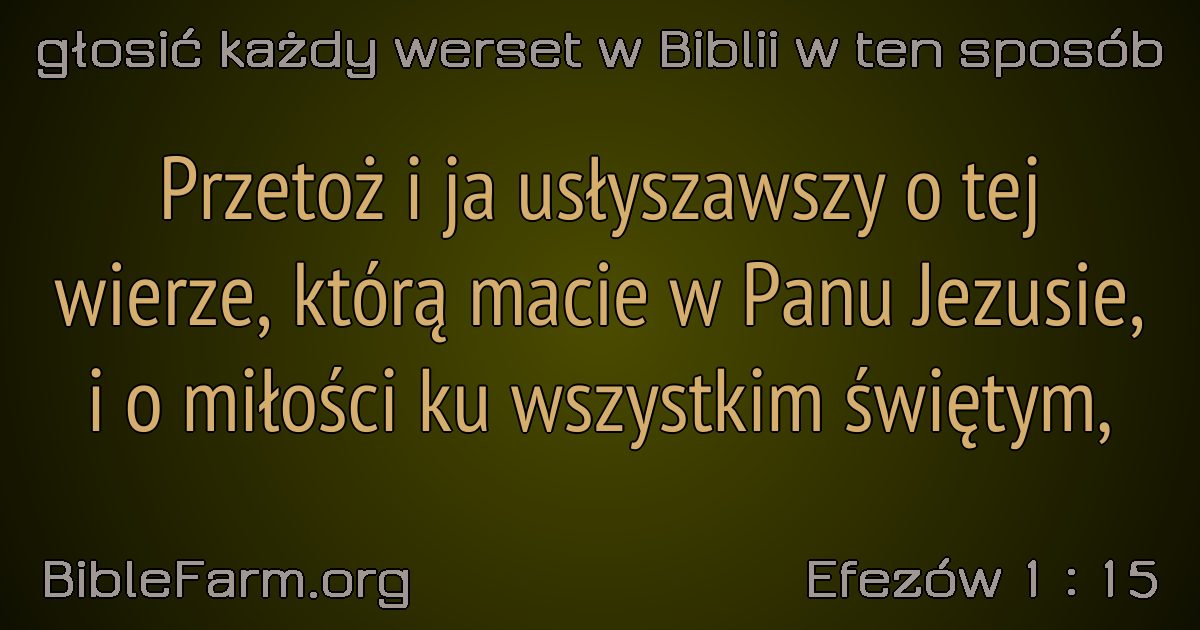 głosić każdy werset w Biblii w ten sposób
Przetoż i ja usłyszawszy o tej
wierze, którą macie w Panu Jezusie,
i o miłości ku wszystkim świętym,
BibleFarm.org
Efezów 1 : 15